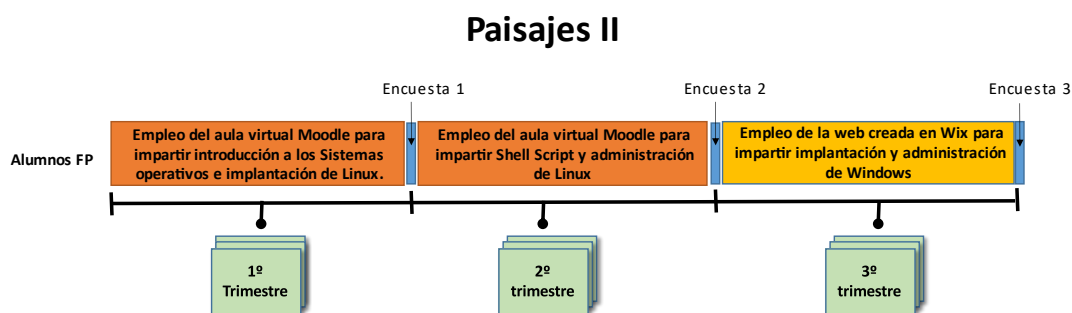 Paisajes II
Encuesta 1
Encuesta 2
Encuesta 3
Alumnos FP
Empleo del aula virtual Moodle para
impartir introducción a los Sistemas
operativos e implantación de Linux.
Empleo del aula virtual Moodle para
impartir Shell Script y administración
de Linux
Empleo de la web creada en Wix para
impartir implantación y administración
de Windows
1º
Trimestre
2º
trimestre
3º
trimestre